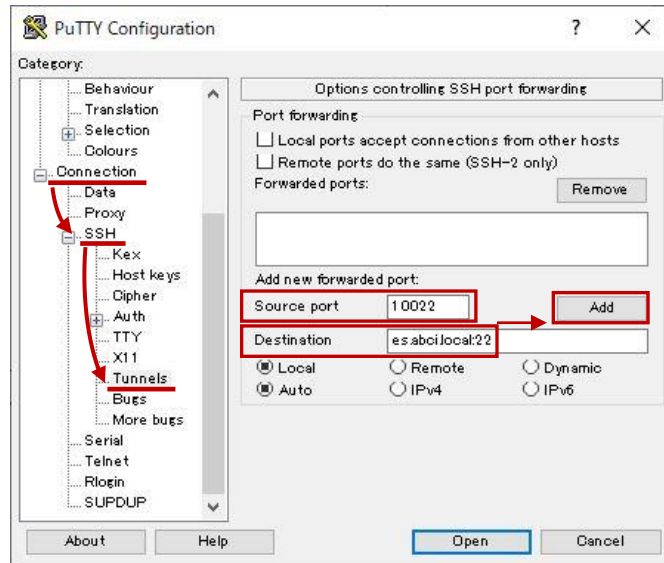 PuTTY Configuration
?
Category:
Behaviour
Translation
Selection
Colours
Connection
Data
Proxy
SSH
Kex
Host keys
Cipher
Auth
TTY
X11
Tunnels
Bugs
More bugs
Serial
Telnet
Rlogin
SUPDUP
Options controlling SSH port forwarding
Port forwarding
Local ports accept connections from other hosts
Remote ports do the same (SSH-2 only)
Forwarded ports:
Remove
Add new forwarded port:
Source port 10022 Add
Destination es.abci.local:22
Local Remote Dynamic
Auto IPv4 IPv6
About Help Open Cancel